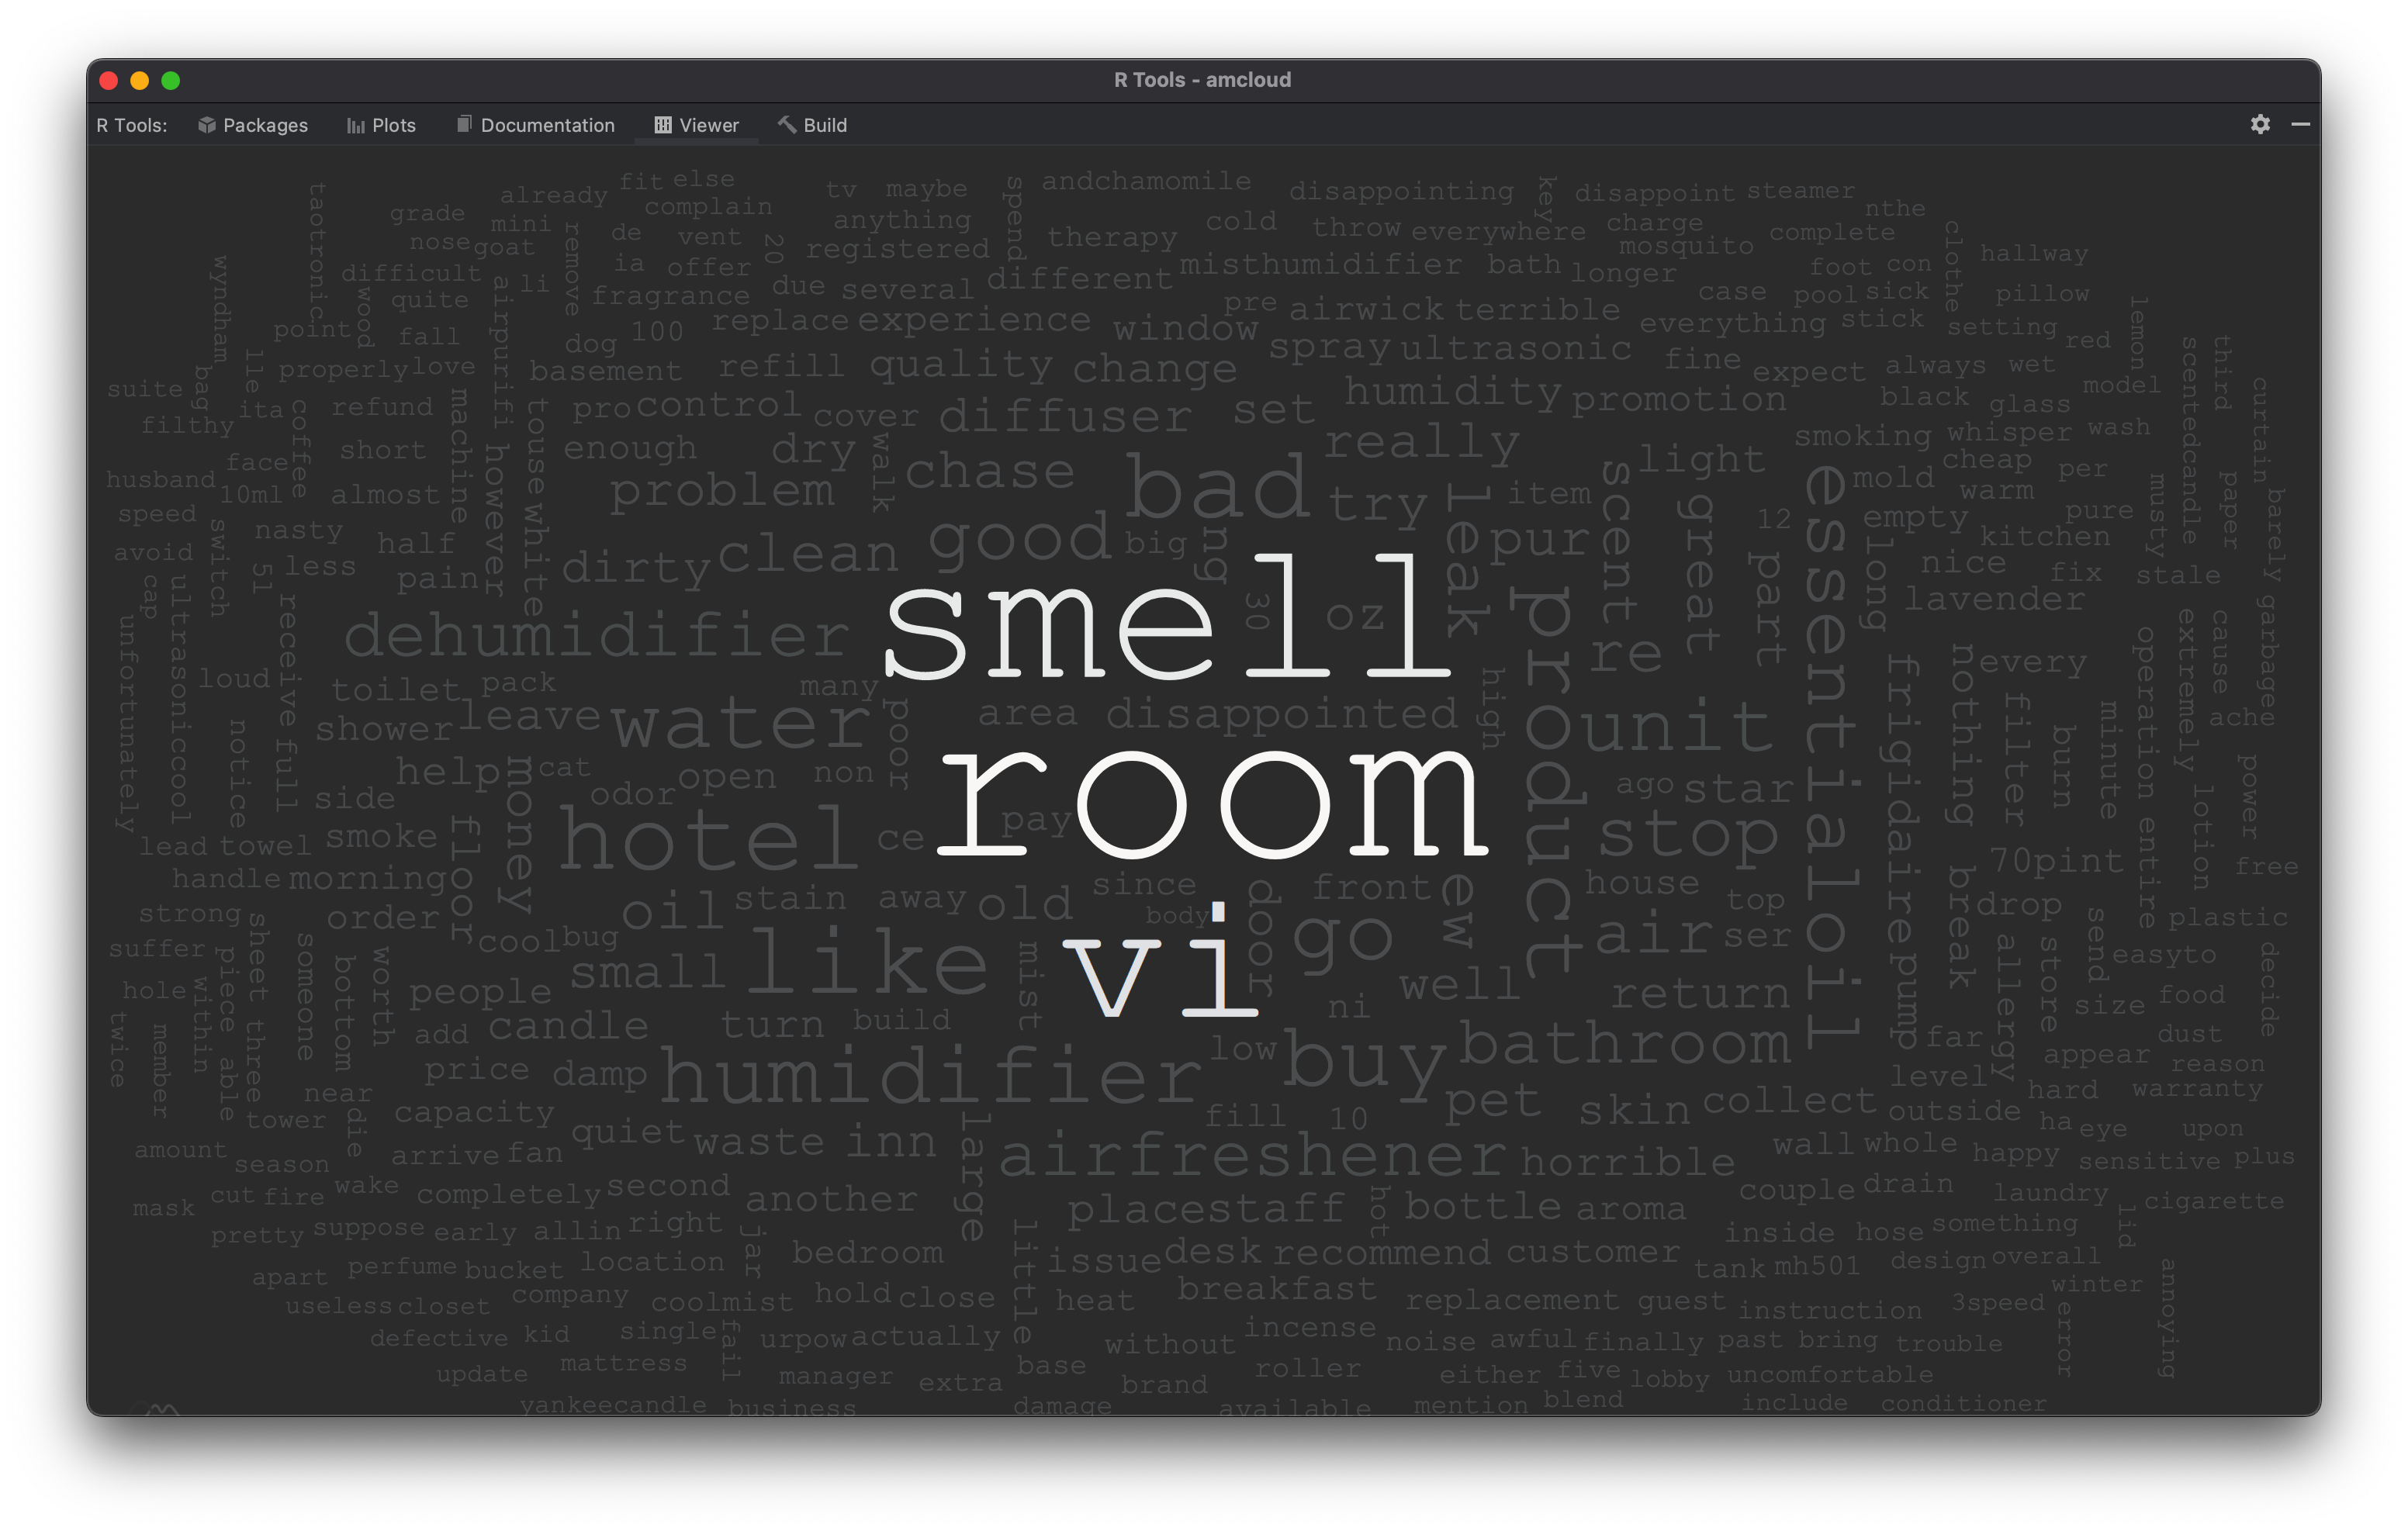 R Tools - amcloud
R Tools: Packages Plots Documentation Viewer Build
already fit else tv maybe spend andchamomile disappointing key disappoint steamer
taotronic grade mini complain anything cold throw everywhere charge nthe
nose goat remove de vent 20 registered therapy mosquito complete clothe hallway
wyndham difficult li ia offer due several different misthumidifier bath longer foot con
wood quite airpurifi fragrance pre airwick terrible case pool sick pillow lemon
point fall dog 100 replace experience window everything stick setting red
lle properly love basement refill quality change spray ultrasonic fine expect always wet scentedcandle third
suite bag ita coffee refund machine touse pro control cover diffuser set humidity promotion black glass model curtain
filthy short however enough dry walk chase bad really light smoking whisper wash
husband face 10ml almost problem try leak item scent great essentialoil mold cheap warm per musty paper barely
speed switch nasty half white dirty clean good big ng pur 12 part empty kitchen pure
avoid cap 5l less pain 30 oz product elong nice fix stale
unfortunately ultrasoniccool receive dehumidifier smell re lavender extremely cause garbage
loud toilet pack many high frigidaire nothing every operation
notice full shower leave water poor area disappointed unit filter burn minute ache
side help money cat odor open non ago star power
lead towel smoke floor hotel ce pay room stop 70pint entire lotion free
handle morning since front ew house break
strong sheet order oil stain away old body door top drop send plastic
suffer piece someone bottom worth cool bug small like mist vi go air ser allergy store easyto decide
hole within people ni well return pump size food
twice member able three add candle turn build low buy bathroom far dust
price damp humidifier level appear reason
near die capacity fill 10 pet skin collect outside hard warranty
tower quiet waste inn large ha eye upon
amount season arrive fan airfreshener horrible wall whole happy sensitive plus
mask cut fire wake completely second another placestaff hot bottle aroma couple drain laundry cigarette
pretty suppose early allin right jar little inside hose something lid
apart perfume bucket location bedroom issue desk recommend customer tank mh501 design overall annoying
useless closet company coolmist hold close heat breakfast replacement guest instruction 3speed winter error
defective kid single fail urpow actually without incense noise awful finally past bring trouble
update mattress manager extra base brand roller either five lobby uncomfortable
yankeecandle business damage available mention blend include conditioner